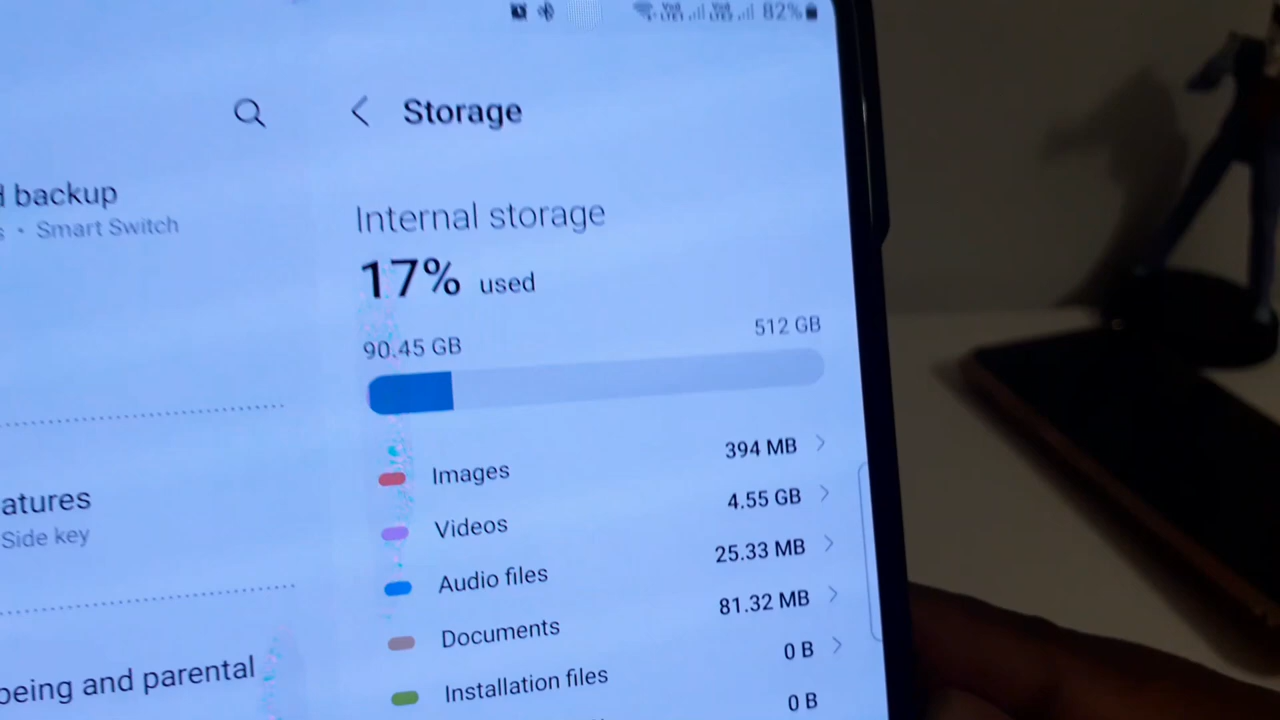 82%
Storage
d backup
s • Smart Switch
Internal storage
17% used
90.45 GB 512 GB
Images 394 MB
Videos 4.55 GB
atures
Side key
Audio files 25.33 MB
Documents 81.32 MB
being and parental
Installation files 0 B
0 B